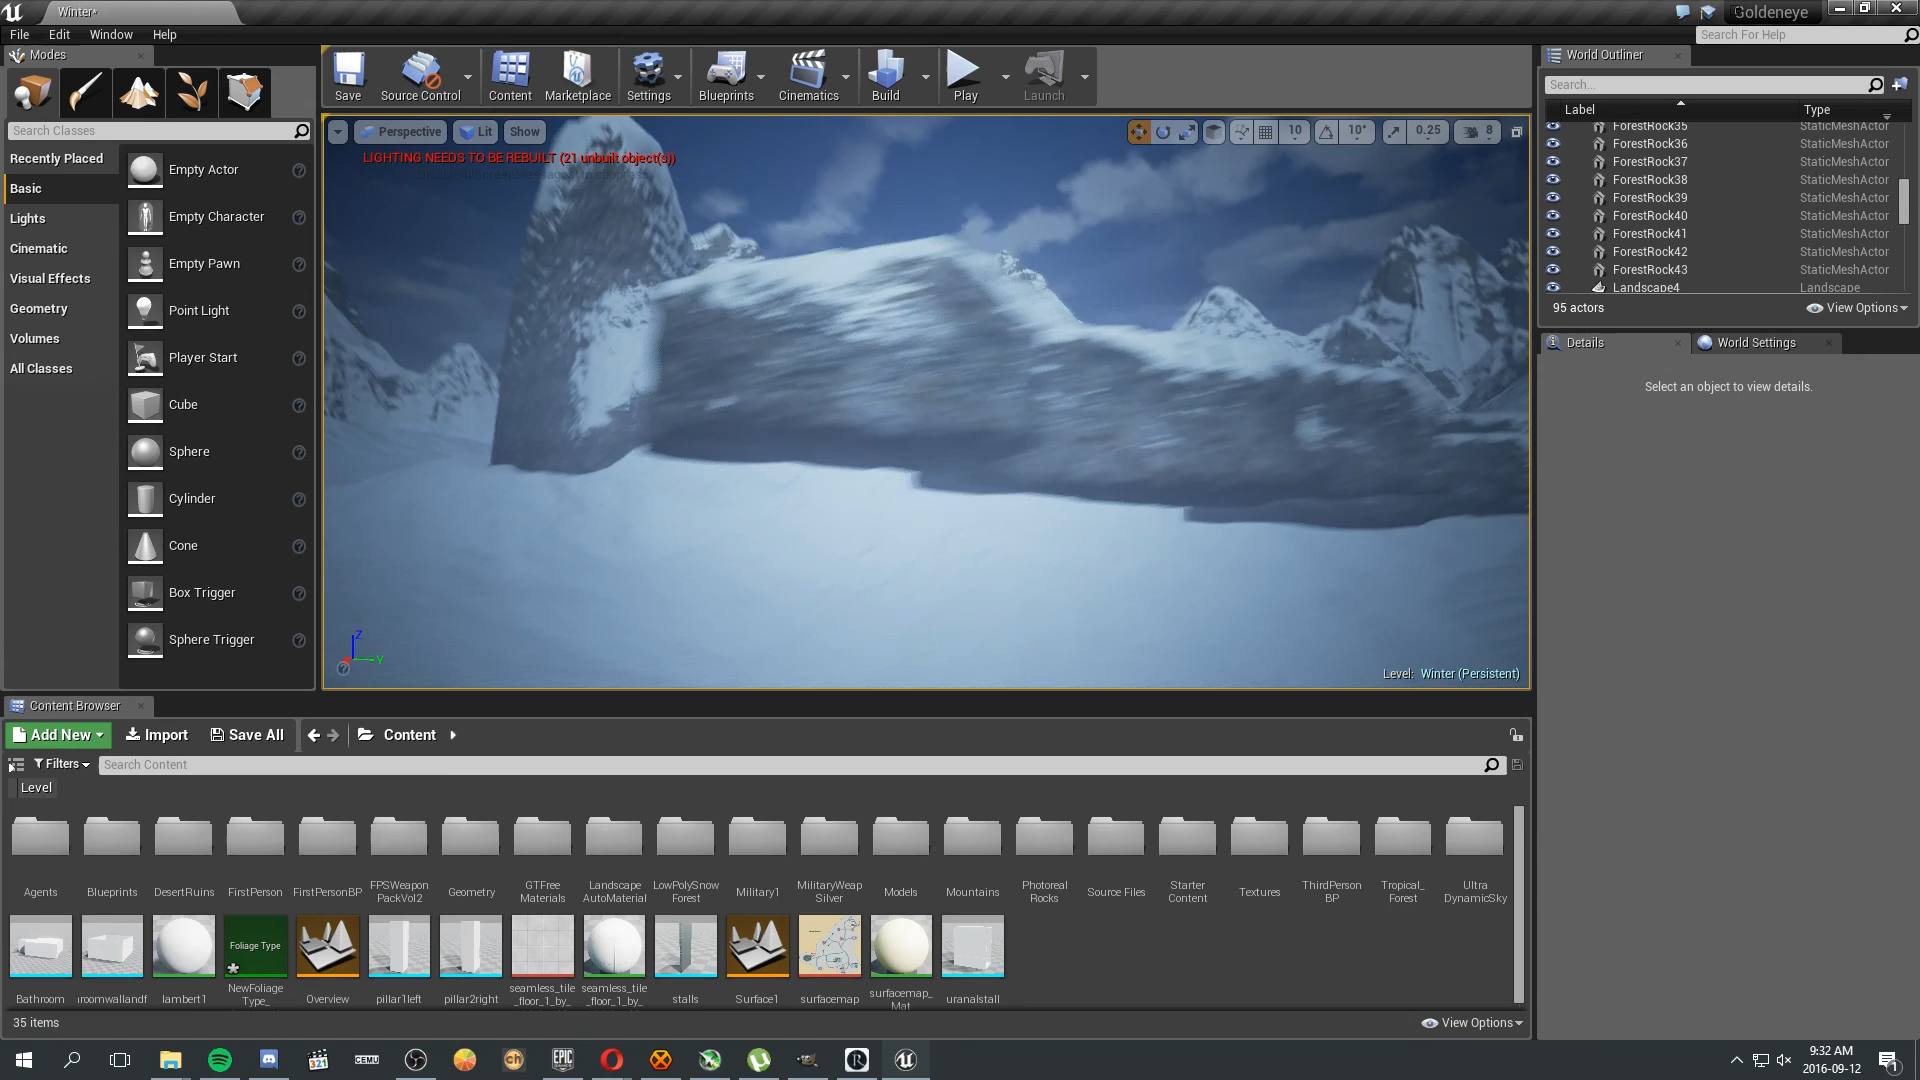 Winter*
Goldeneye
File Edit Window Help
Search For Help
Modes
Search Classes
Recently Placed
Basic
Lights
Cinematic
Visual Effects
Geometry
Volumes
All Classes
Empty Actor
Empty Character
Empty Pawn
Point Light
Player Start
Cube
Sphere
Cylinder
Cone
Box Trigger
Sphere Trigger
Save
Source Control
Content
Marketplace
Settings
Blueprints
Cinematics
Build
Play
Launch
Perspective Lit Show
10 10° 0.25 8
LIGHTING NEEDS TO BE REBUILT (21 unbuilt object(s))
Z
Y
Level: Winter (Persistent)
World Outliner
Search...
Label Type
ForestRock35 StaticMeshActor
ForestRock36 StaticMeshActor
ForestRock37 StaticMeshActor
ForestRock38 StaticMeshActor
ForestRock39 StaticMeshActor
ForestRock40 StaticMeshActor
ForestRock41 StaticMeshActor
ForestRock42 StaticMeshActor
ForestRock43 StaticMeshActor
Landscape4 Landscape
95 actors View Options
Details World Settings
Select an object to view details.
Content Browser
Add New Import Save All Content
Filters Search Content
Level
Agents
Blueprints
DesertRuins
FirstPerson
FirstPersonBP
FPSWeapon
PackVol2
Geometry
GTFree
Materials
Landscape
AutoMaterial
LowPolySnow
Forest
Military1
MilitaryWeap
Silver
Models
Mountains
Photoreal
Rocks
Source Files
Starter
Content
Textures
ThirdPerson
BP
Tropical_
Forest
Ultra
DynamicSky
Foliage Type
Bathroom
lambert1
NewFoliage
Type_
Overview
pillar1left
pillar2right
seamless_tile
_floor_1_by_
seamless_tile
_floor_1_by_
stalls
Surface1
surfacemap
surfacemap_
Mat
uranalstall
35 items View Options
321
CEMU
EPIC
GAMES
9:32 AM
2016-09-12
1